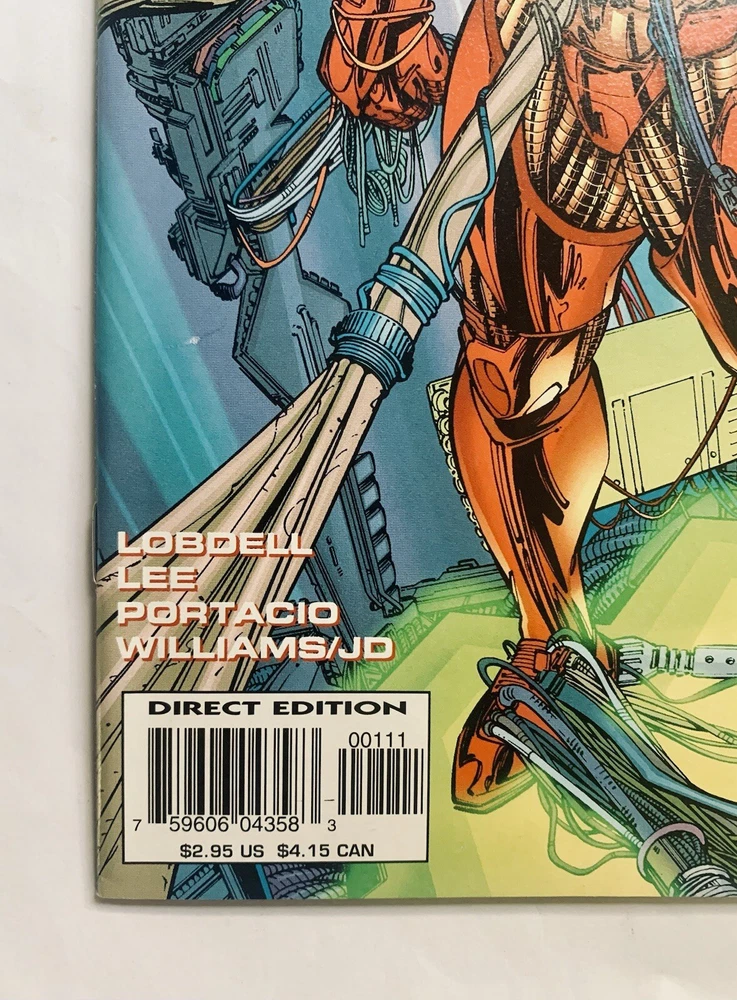 LOBDELL
LEE
PORTACIO
WILLIAMS/JD
DIRECT EDITION
00111
7 59606 04358 3
$2.95 US $4.15 CAN